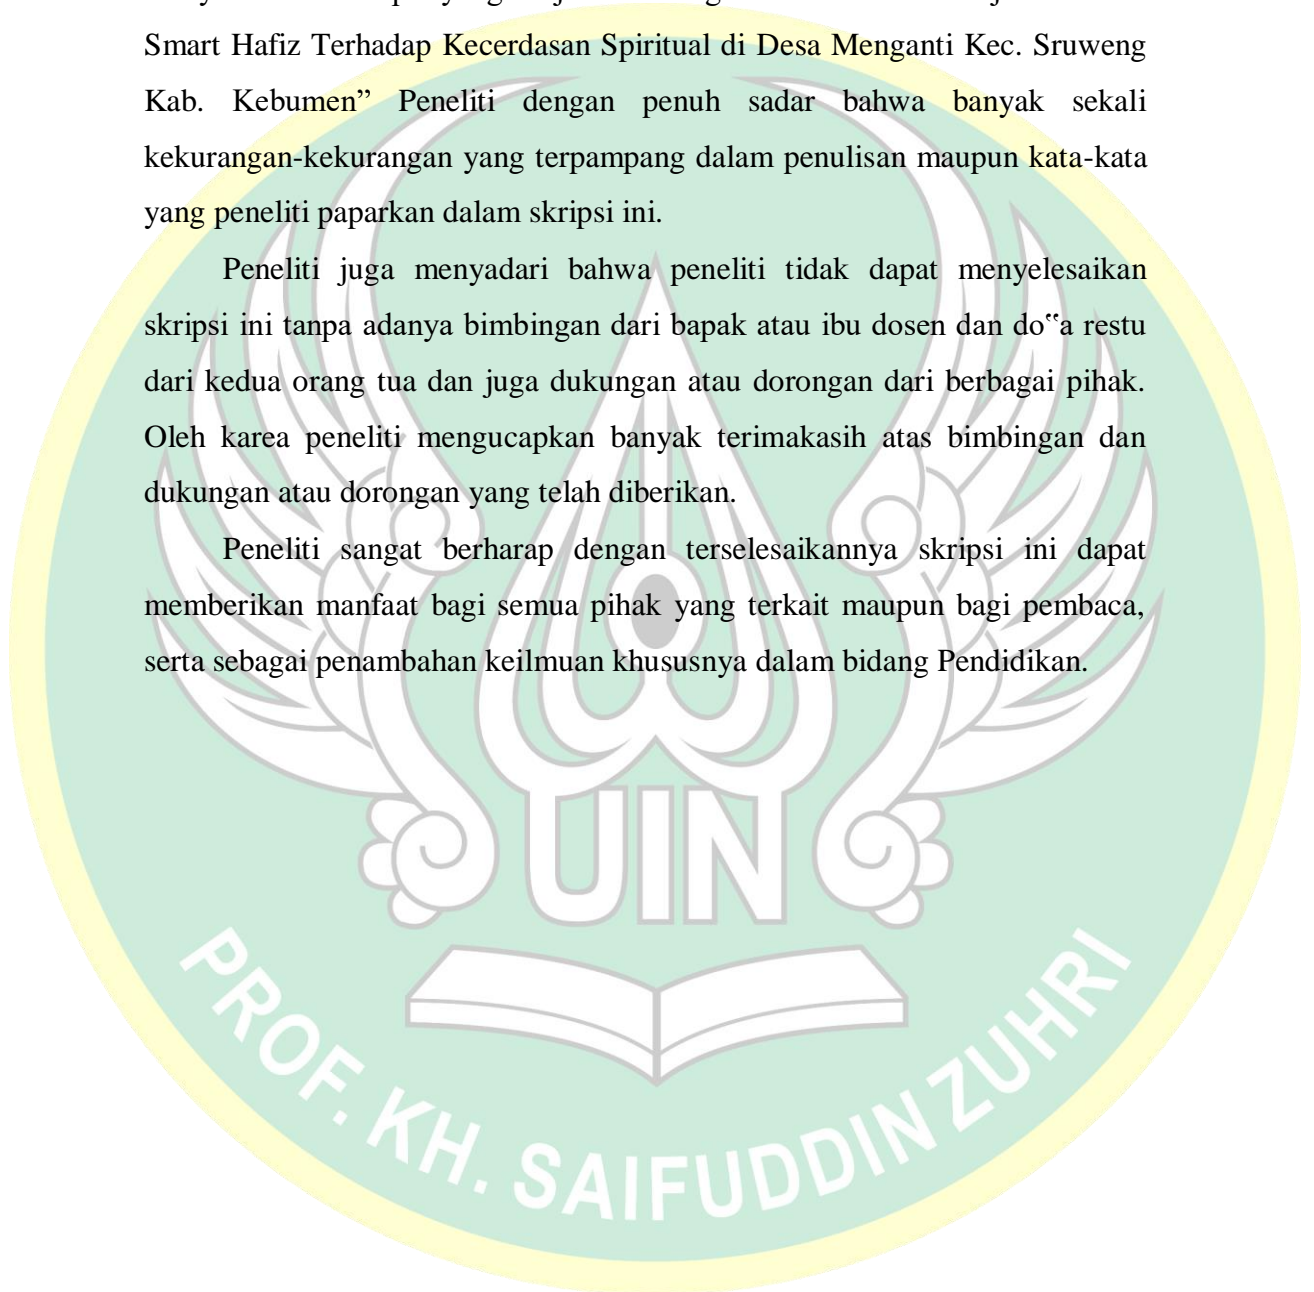 Smart Hafiz Terhadap Kecerdasan Spiritual di Desa Menganti Kec. Sruweng
Kab. Kebumen” Peneliti dengan penuh sadar bahwa banyak sekali
kekurangan-kekurangan yang terpampang dalam penulisan maupun kata-kata
yang peneliti paparkan dalam skripsi ini.
Peneliti juga menyadari bahwa peneliti tidak dapat menyelesaikan
skripsi ini tanpa adanya bimbingan dari bapak atau ibu dosen dan do‟a restu
dari kedua orang tua dan juga dukungan atau dorongan dari berbagai pihak.
Oleh karea peneliti mengucapkan banyak terimakasih atas bimbingan dan
dukungan atau dorongan yang telah diberikan.
Peneliti sangat berharap dengan terselesaikannya skripsi ini dapat
memberikan manfaat bagi semua pihak yang terkait maupun bagi pembaca,
serta sebagai penambahan keilmuan khususnya dalam bidang Pendidikan.
UIN
PROF. KH. SAIFUDDIN ZUHRI